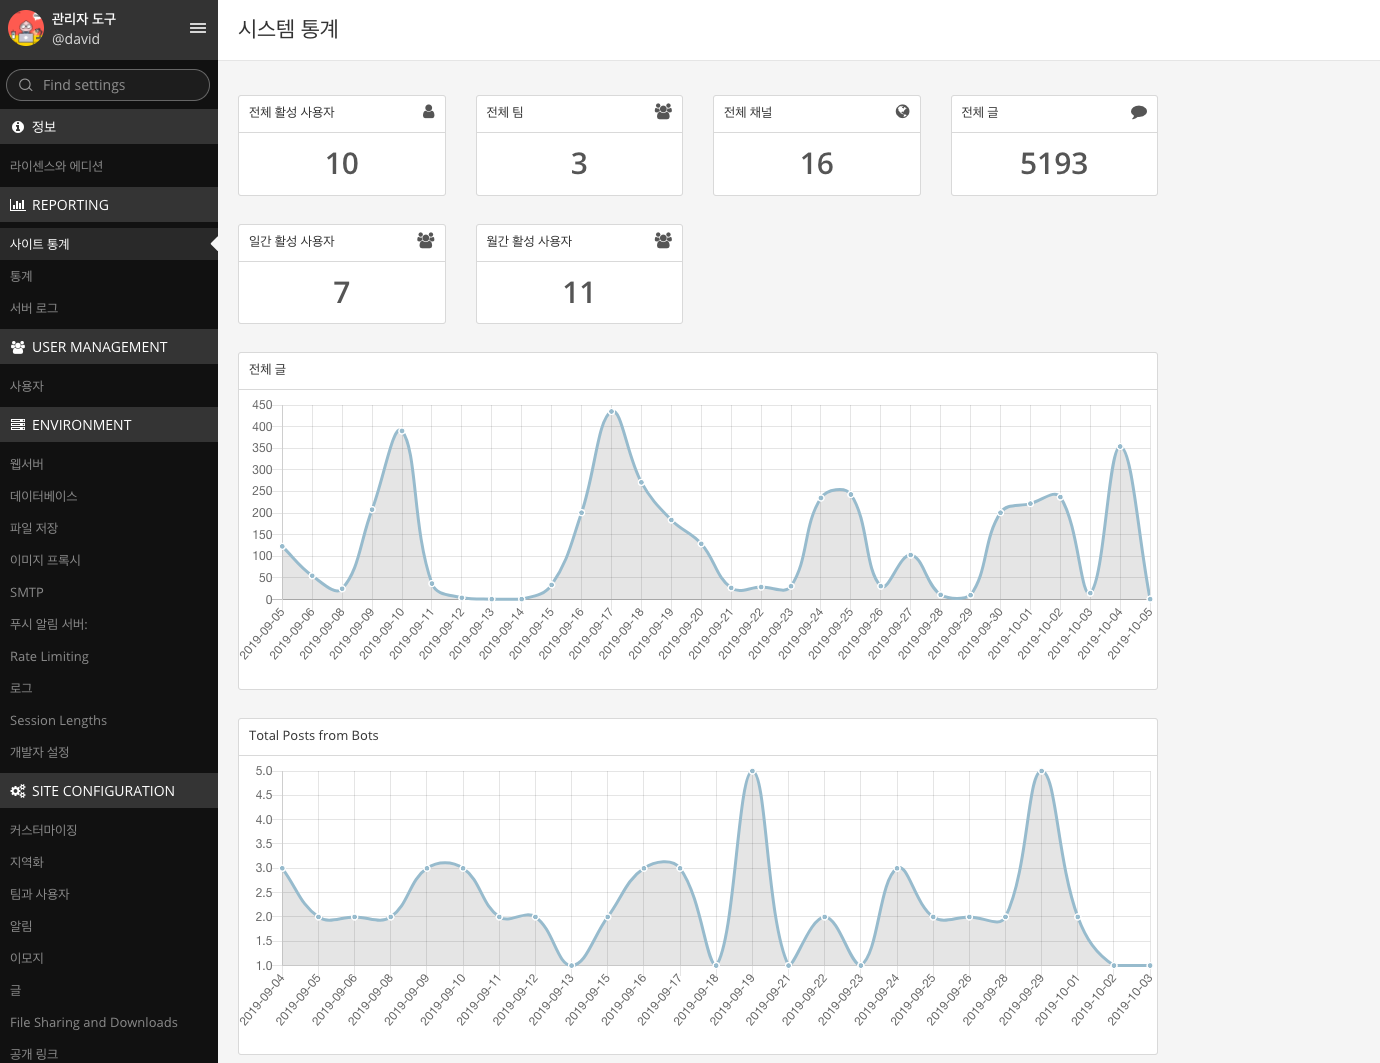 관리자 도구
@david
Find settings
정보
라이센스와 에디션
REPORTING
사이트 통계
통계
서버 로그
USER MANAGEMENT
사용자
ENVIRONMENT
웹서버
데이터베이스
파일 저장
이미지 프록시
SMTP
푸시 알림 서버:
Rate Limiting
로그
Session Lengths
개발자 설정
SITE CONFIGURATION
커스터마이징
지역화
팀과 사용자
알림
이모지
글
File Sharing and Downloads
공개 링크
시스템 통계
전체 활성 사용자
10
전체 팀
3
전체 채널
16
전체 글
5193
일간 활성 사용자
7
월간 활성 사용자
11
전체 글
450
400
350
300
250
200
150
100
50
0
2019-09-05
2019-09-06
2019-09-08
2019-09-09
2019-09-10
2019-09-11
2019-09-12
2019-09-13
2019-09-14
2019-09-15
2019-09-16
2019-09-17
2019-09-18
2019-09-19
2019-09-20
2019-09-21
2019-09-22
2019-09-23
2019-09-24
2019-09-25
2019-09-26
2019-09-27
2019-09-28
2019-09-29
2019-09-30
2019-10-01
2019-10-02
2019-10-03
2019-10-04
2019-10-05
Total Posts from Bots
5.0
4.5
4.0
3.5
3.0
2.5
2.0
1.5
1.0
2019-09-04
2019-09-05
2019-09-06
2019-09-08
2019-09-09
2019-09-10
2019-09-11
2019-09-12
2019-09-13
2019-09-15
2019-09-16
2019-09-17
2019-09-18
2019-09-19
2019-09-21
2019-09-22
2019-09-23
2019-09-24
2019-09-25
2019-09-26
2019-09-28
2019-09-29
2019-10-01
2019-10-02
2019-10-03